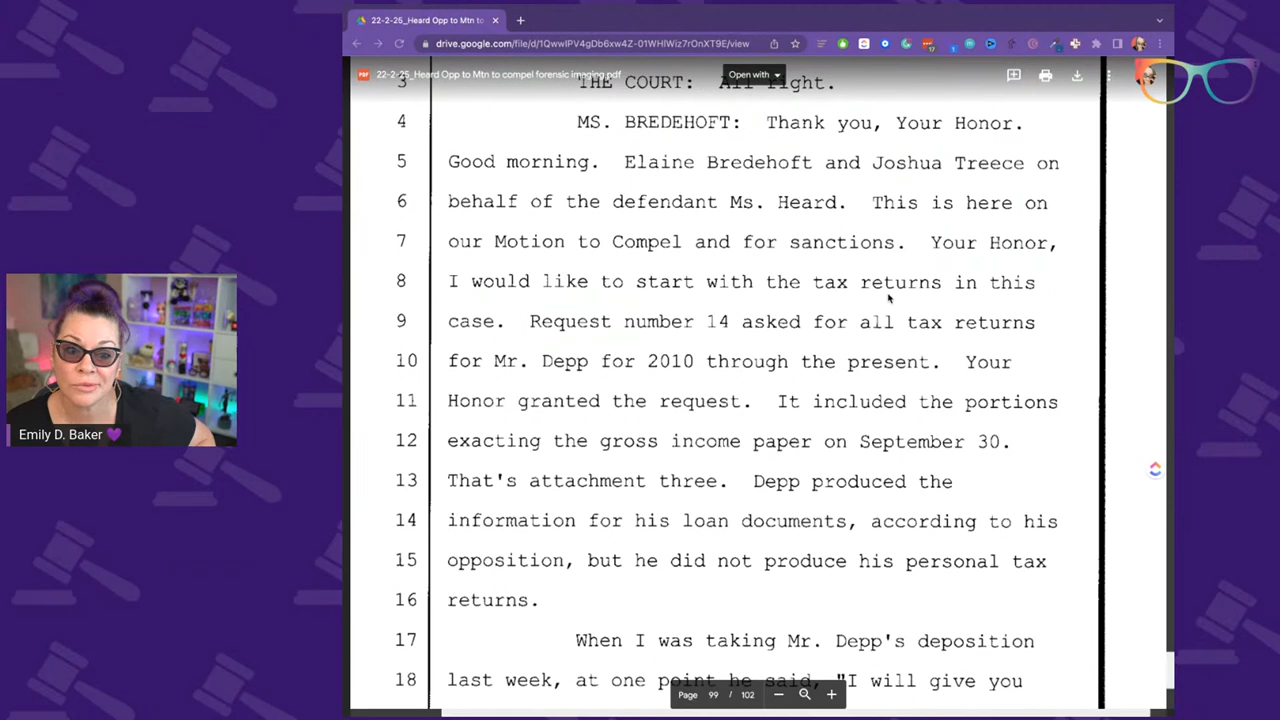 22-2-25_Heard Opp to Mtn to
drive.google.com/file/d/1QwwIPV4gDb6xw4Z-01WHlWiz7rOnXT9E/view
PDF 22-2-25_Heard Opp to Mtn to compel forensic imaging.pdf
Open with
3 THE COURT: All right.
4 MS. BREDEHOFT: Thank you, Your Honor.
5 Good morning. Elaine Bredehoft and Joshua Treece on
6 behalf of the defendant Ms. Heard. This is here on
7 our Motion to Compel and for sanctions. Your Honor,
8 I would like to start with the tax returns in this
9 case. Request number 14 asked for all tax returns
10 for Mr. Depp for 2010 through the present. Your
11 Honor granted the request. It included the portions
12 exacting the gross income paper on September 30.
13 That's attachment three. Depp produced the
14 information for his loan documents, according to his
15 opposition, but he did not produce his personal tax
16 returns.
17 When I was taking Mr. Depp's deposition
18 last week, at one point he said, "I will give you
Page 99 / 102
Emily D. Baker 💜